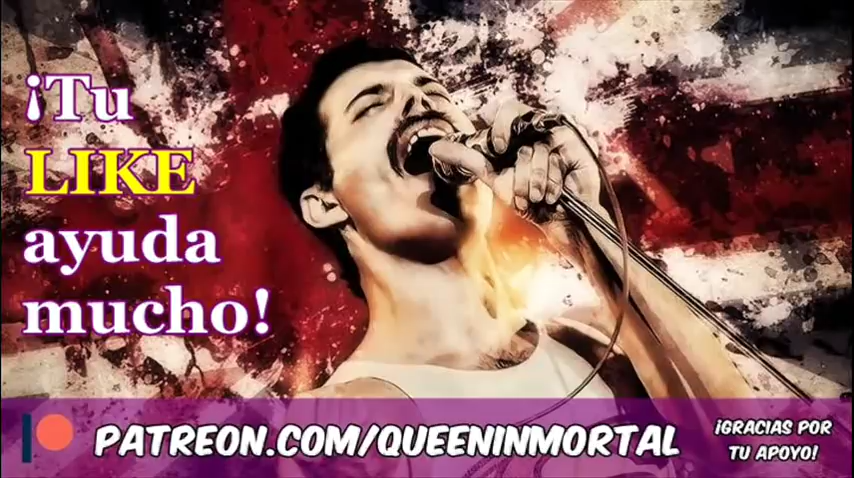 ¡Tu
LIKE
ayuda
mucho!
PATREON.COM/QUEENINMORTAL
¡GRACIAS POR
TU APOYO!